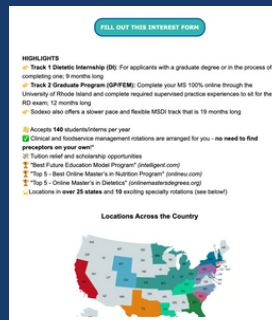 FILL OUT THIS INTEREST FORM
HIGHLIGHTS
👉 Track 1 Dietetic Internship (DI): For applicants with a graduate degree or in the process of
completing one; 9 months long
👉 Track 2 Graduate Program (GP/FEM): Complete your MS 100% online through the
University of Rhode Island and complete required supervised practice experiences to sit for the
RD exam; 12 months long
👉 Sodexo also offers a slower pace and flexible MSDI track that is 19 months long
👋Accepts 140 students/interns per year
✅ Clinical and foodservice management rotations are arranged for you - no need to find
preceptors on your own!*
💸 Tuition relief and scholarship opportunities
🏆 "Best Future Education Model Program" (intelligent.com)
🏆 "Top 5 - Best Online Master's in Nutrition Program" (onlineu.com)
🏆 "Top 5 - Online Master's in Dietetics" (onlinemastersdegrees.org)
⭐Locations in over 25 states and 10 exciting specialty rotations (see below!)
Locations Across the Country